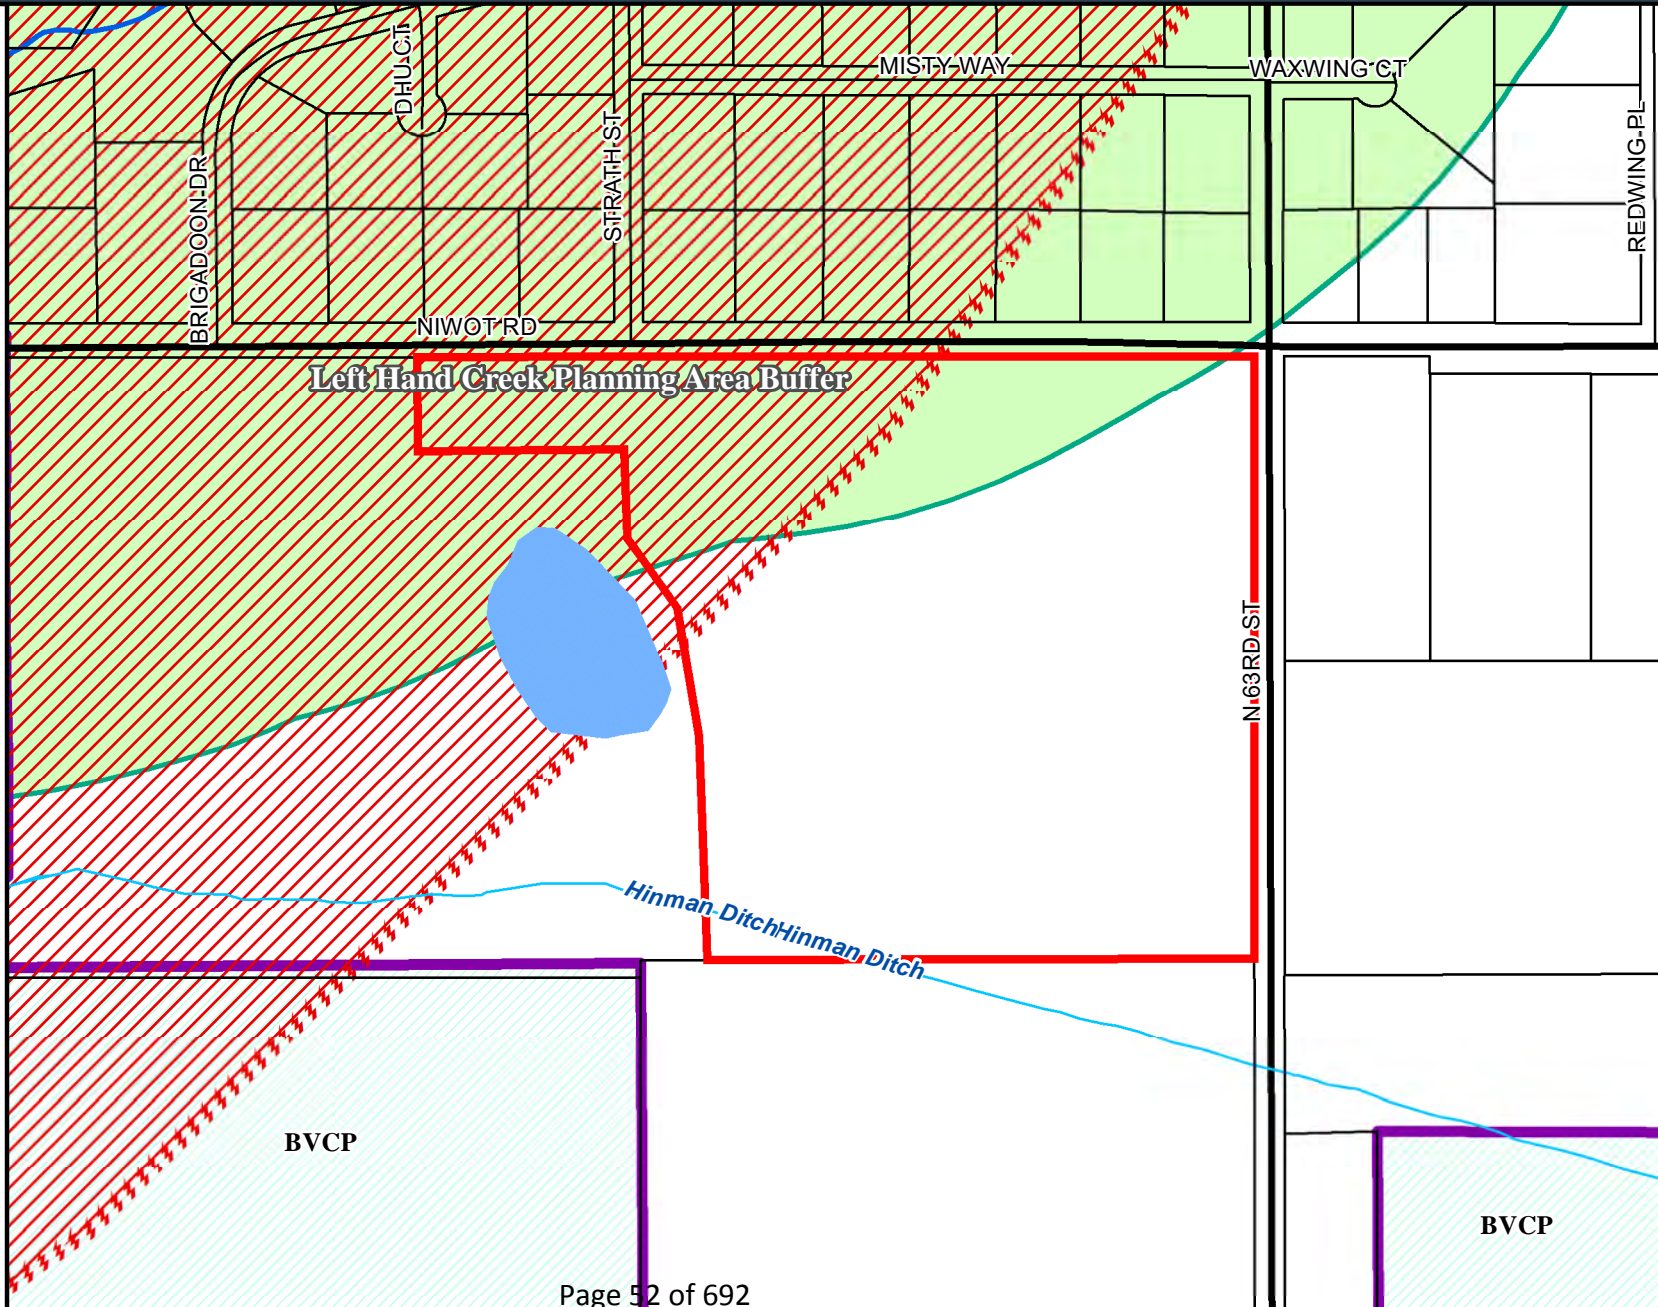 MISTY WAY
WAXWING CT
DHU CT
STRATH ST
BRIGADOON DR
REDWING PL
NIWOT RD
Left Hand Creek Planning Area Buffer
N 63RD ST
Hinman Ditch
Hinman Ditch
BVCP
BVCP
Page 52 of 692